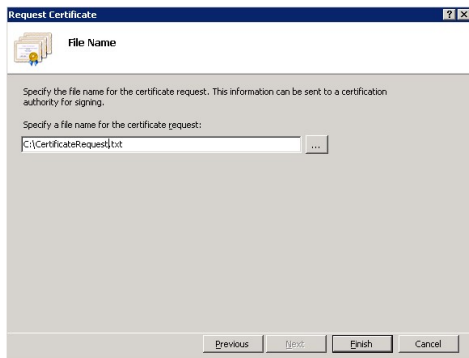 Request Certificate
File Name
Specify the file name for the certificate request. This information can be sent to a certification
authority for signing.
Specify a file name for the certificate request:
C:\CertificateRequest.txt
...
Previous Next Finish Cancel